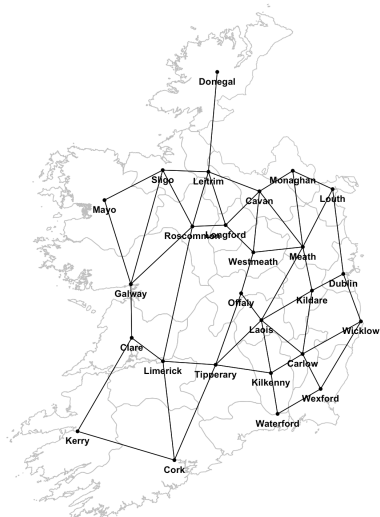 Donegal
Sligo
Leitrim
Monaghan
Cavan
Louth
Mayo
Roscommon
Longford
Westmeath
Meath
Dublin
Galway
Offaly
Kildare
Laois
Wicklow
Clare
Limerick
Tipperary
Carlow
Kilkenny
Wexford
Waterford
Kerry
Cork